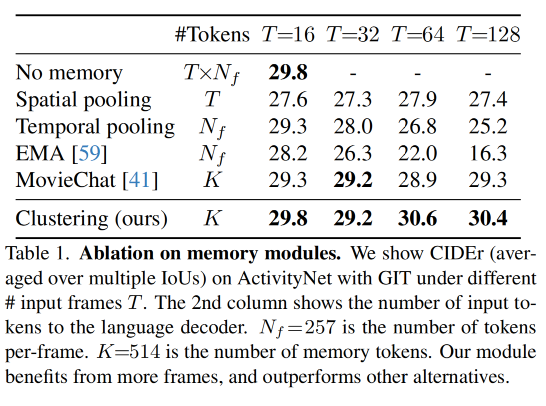 #Tokens T=16 T=32 T=64 T=128
No memory T×N_f 29.8 - - -
Spatial pooling T 27.6 27.3 27.9 27.4
Temporal pooling N_f 29.3 28.0 26.8 25.2
EMA [59] N_f 28.2 26.3 22.0 16.3
MovieChat [41] K 29.3 29.2 28.9 29.3
Clustering (ours) K 29.8 29.2 30.6 30.4
Table 1. Ablation on memory modules. We show CIDEr (aver-
aged over multiple IoUs) on ActivityNet with GIT under different
# input frames T. The 2nd column shows the number of input to-
kens to the language decoder. N_f=257 is the number of tokens
per-frame. K=514 is the number of memory tokens. Our module
benefits from more frames, and outperforms other alternatives.